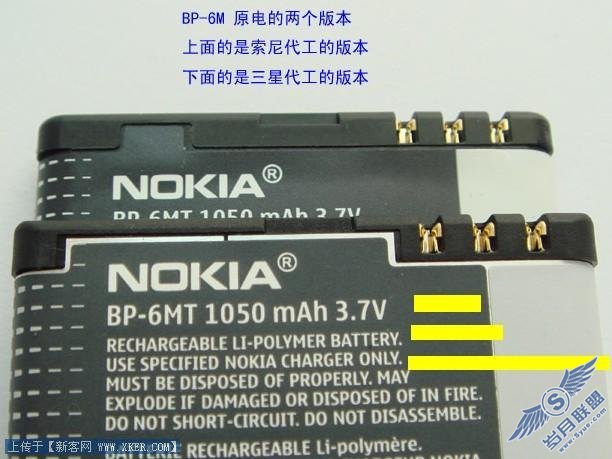 BP-6M 原电的两个版本
上面的是索尼代工的版本
下面的是三星代工的版本
NOKIA®
BP-6MT 1050 mAh 3.7V
NOKIA®
BP-6MT 1050 mAh 3.7V
RECHARGEABLE LI-POLYMER BATTERY.
USE SPECIFIED NOKIA CHARGER ONLY.
MUST BE DISPOSED OF PROPERLY. MAY
EXPLODE IF DAMAGED OR DISPOSED OF IN FIRE.
DO NOT SHORT-CIRCUIT. DO NOT DISASSEMBLE.
BATTERIE RECHARGEABLE Li-polymère.
上传于【新客网 www.xker.com】
岁月联盟